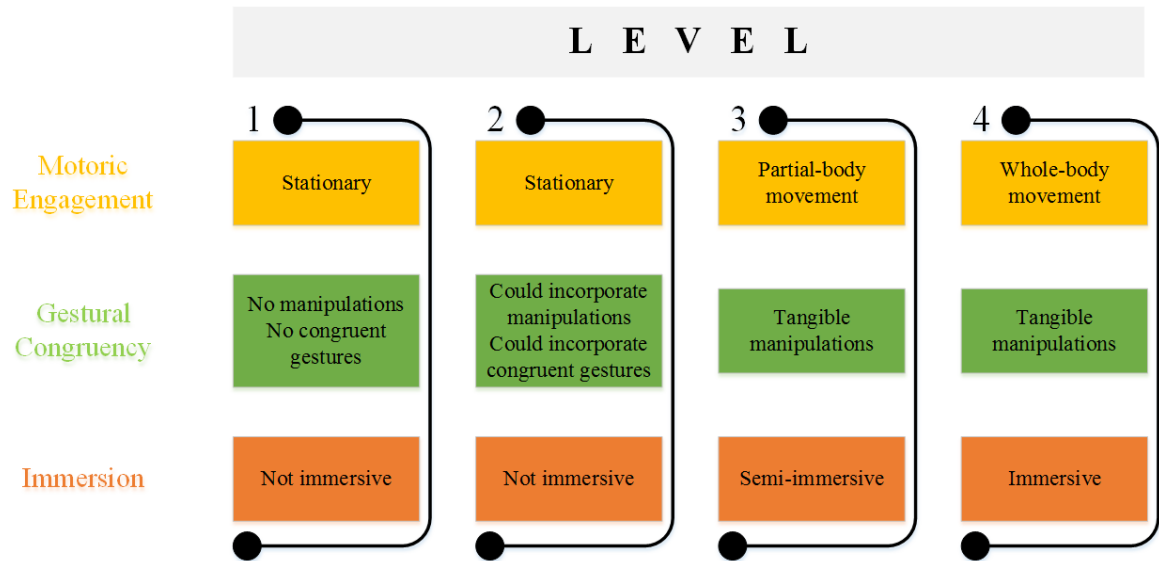 L E V E L
1
2
3
4
Motoric
Engagement
Stationary
Stationary
Partial-body
movement
Whole-body
movement
Gestural
Congruency
No manipulations
No congruent
gestures
Could incorporate
manipulations
Could incorporate
congruent gestures
Tangible
manipulations
Tangible
manipulations
Immersion
Not immersive
Not immersive
Semi-immersive
Immersive